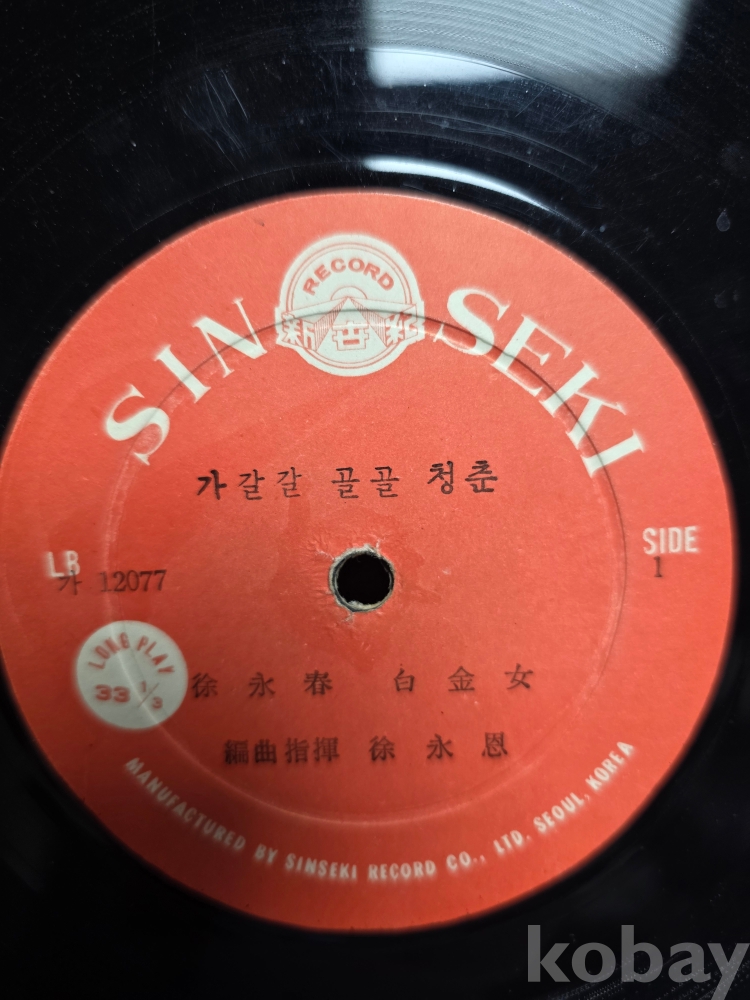 RECORD
新世紀
SIN SEKI
가갈갈 골골 청춘
LB
가 12077
SIDE
1
LONG PLAY
33 1/3
徐永春 白金女
編曲指揮 徐永恩
MANUFACTURED BY SINSEKI RECORD CO., LTD. SEOUL, KOREA
kobay